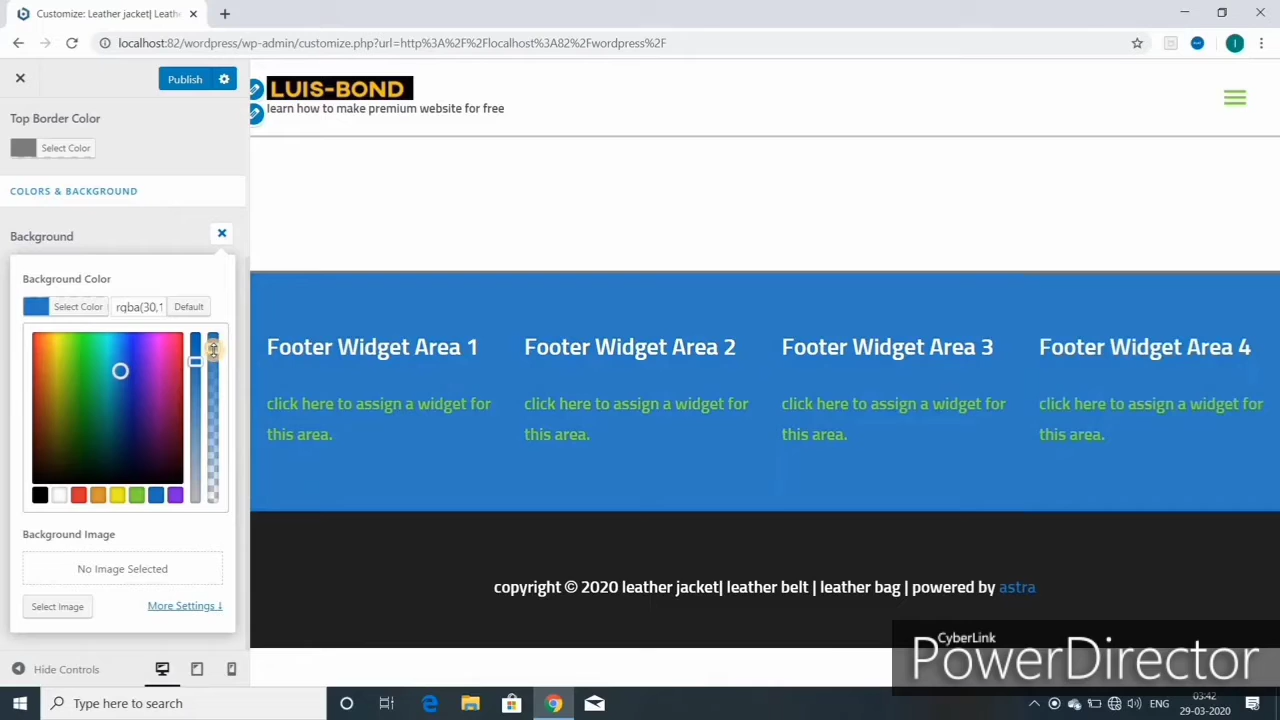 Customize: Leather jacket| Leath
localhost:82/wordpress/wp-admin/customize.php?url=http%3A%2F%2Flocalhost%3A82%2Fwordpress%2F
Publish
LUIS-BOND
learn how to make premium website for free
Top Border Color
Select Color
COLORS & BACKGROUND
Background
Background Color
Select Color
rgba(30,1
Default
Footer Widget Area 1
Footer Widget Area 2
Footer Widget Area 3
Footer Widget Area 4
click here to assign a widget for
this area.
click here to assign a widget for
this area.
click here to assign a widget for
this area.
click here to assign a widget for
this area.
Background Image
No Image Selected
Select Image
More Settings ↓
copyright © 2020 leather jacket| leather belt | leather bag | powered by astra
Hide Controls
CyberLink
PowerDirector
Type here to search
ENG
03:42
29-03-2020